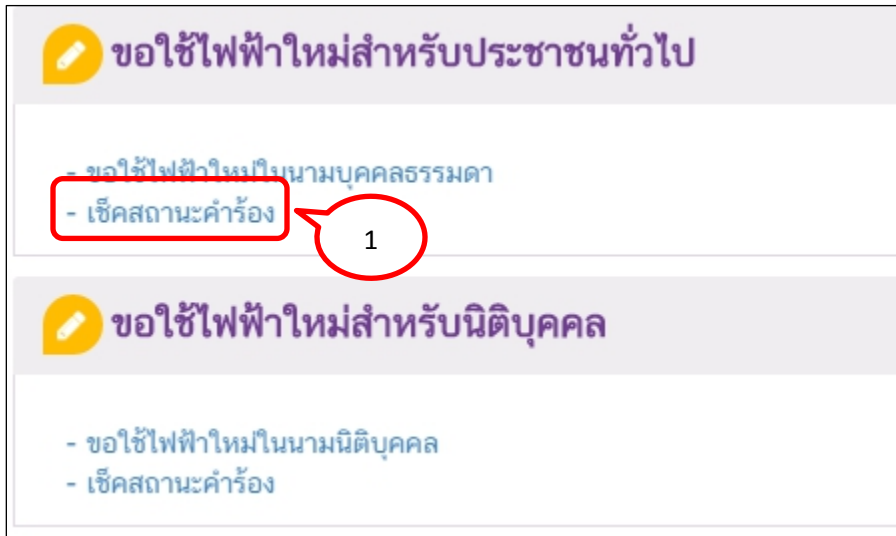 ขอใช้ไฟฟ้าใหม่สำหรับประชาชนทั่วไป
- ขอใช้ไฟฟ้าใหม่ในนามบุคคลธรรมดา
- เช็คสถานะคำร้อง
1
ขอใช้ไฟฟ้าใหม่สำหรับนิติบุคคล
- ขอใช้ไฟฟ้าใหม่ในนามนิติบุคคล
- เช็คสถานะคำร้อง